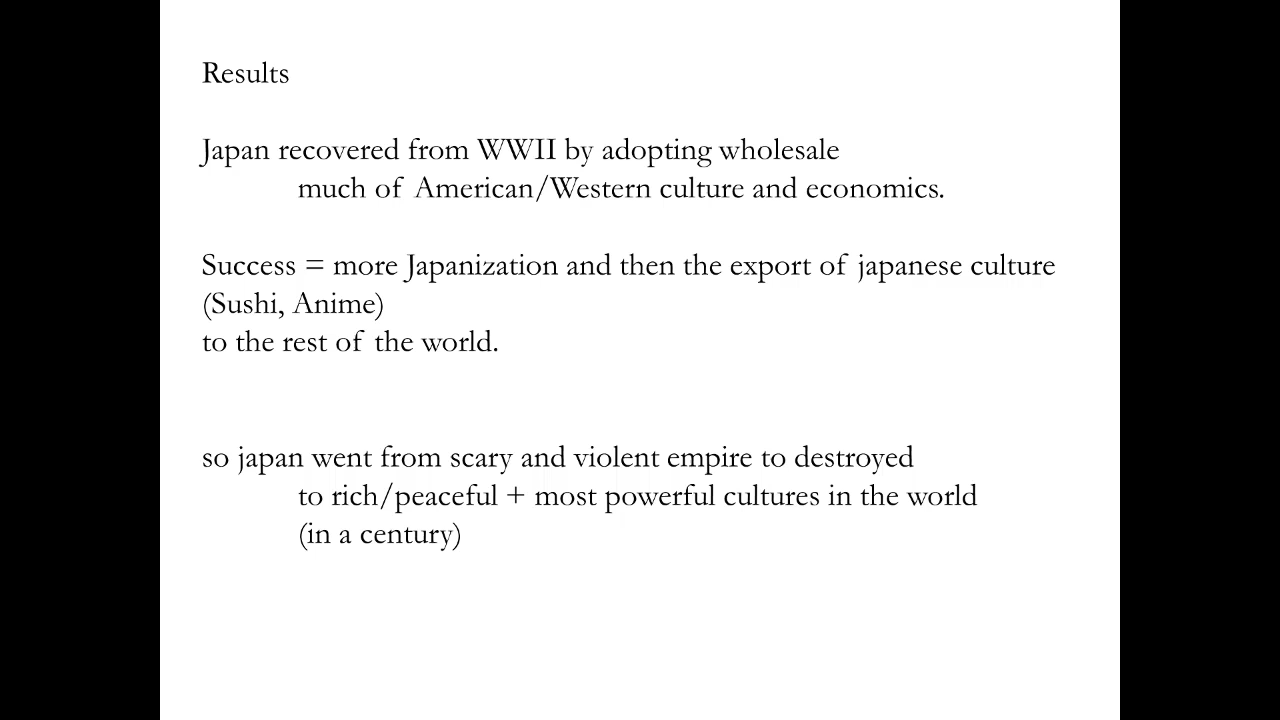 Results
Japan recovered from WWII by adopting wholesale
much of American/Western culture and economics.
Success = more Japanization and then the export of japanese culture
(Sushi, Anime)
to the rest of the world.
so japan went from scary and violent empire to destroyed
to rich/peaceful + most powerful cultures in the world
(in a century)